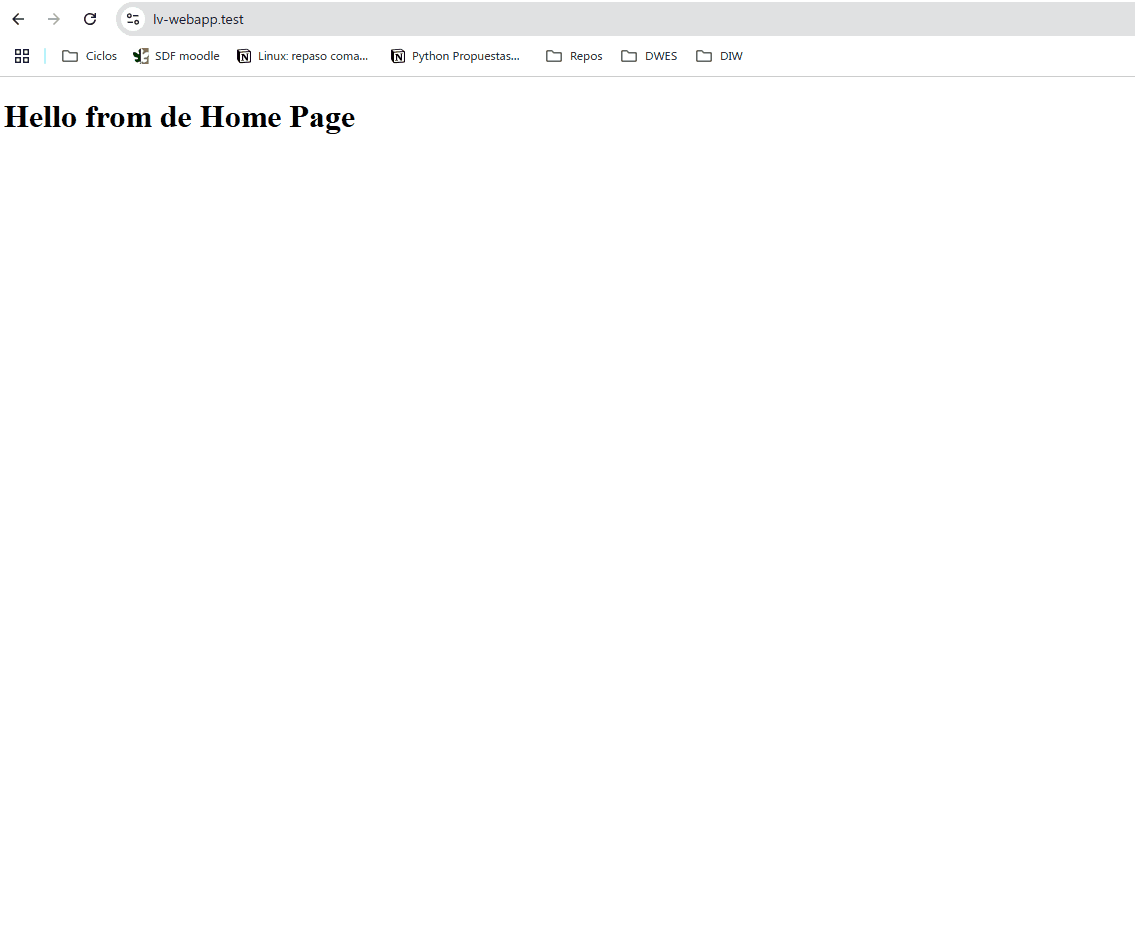 lv-webapp.test
Ciclos SDF moodle Linux: repaso coma... Python Propuestas... Repos DWES DIW
Hello from de Home Page